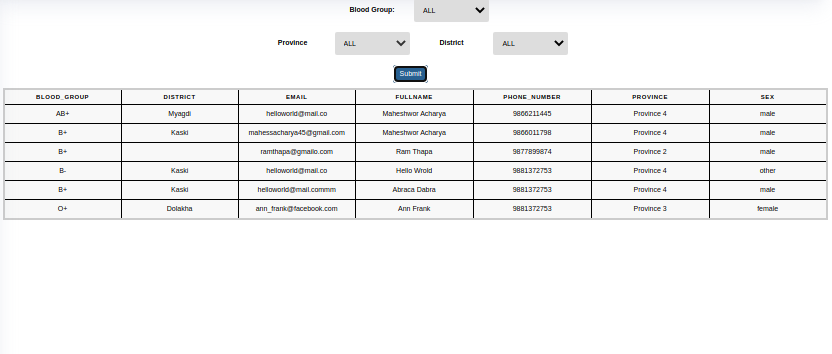 Blood Group: ALL
Province ALL District ALL
Submit
BLOOD_GROUP DISTRICT EMAIL FULLNAME PHONE_NUMBER PROVINCE SEX
AB+ Myagdi helloworld@mail.co Maheshwor Acharya 9866211445 Province 4 male
B+ Kaski mahessacharya45@gmail.com Maheshwor Acharya 9866011798 Province 4 male
B+ ramthapa@gmailo.com Ram Thapa 9877899874 Province 2 male
B- Kaski helloworld@mail.co Hello Wrold 9881372753 Province 4 other
B+ Kaski helloworld@mail.commm Abraca Dabra 9881372753 Province 4 male
O+ Dolakha ann_frank@facebook.com Ann Frank 9881372753 Province 3 female